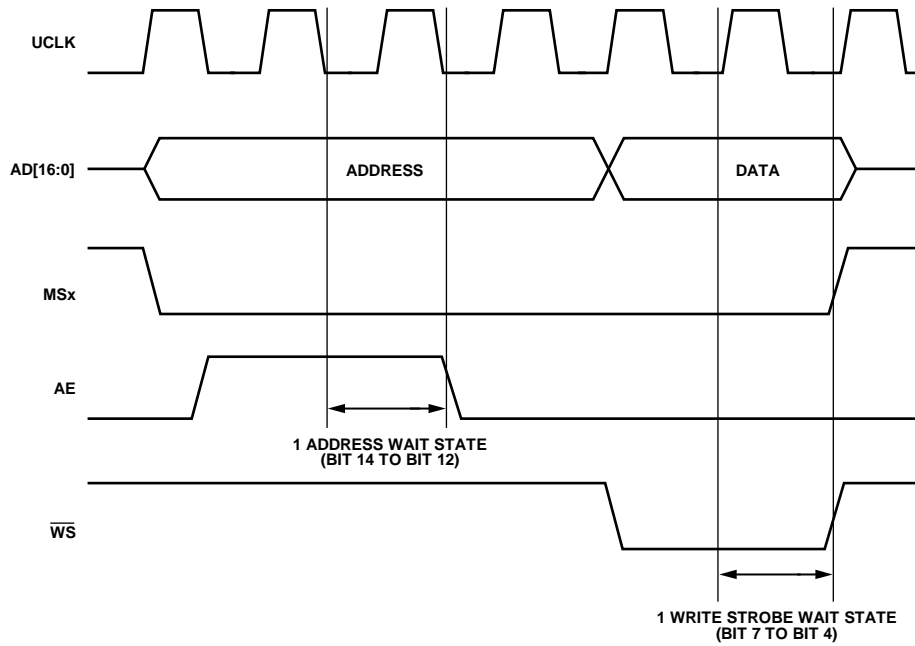 UCLK
AD[16:0]
ADDRESS
DATA
MSx
AE
1 ADDRESS WAIT STATE
(BIT 14 TO BIT 12)
WS
1 WRITE STROBE WAIT STATE
(BIT 7 TO BIT 4)